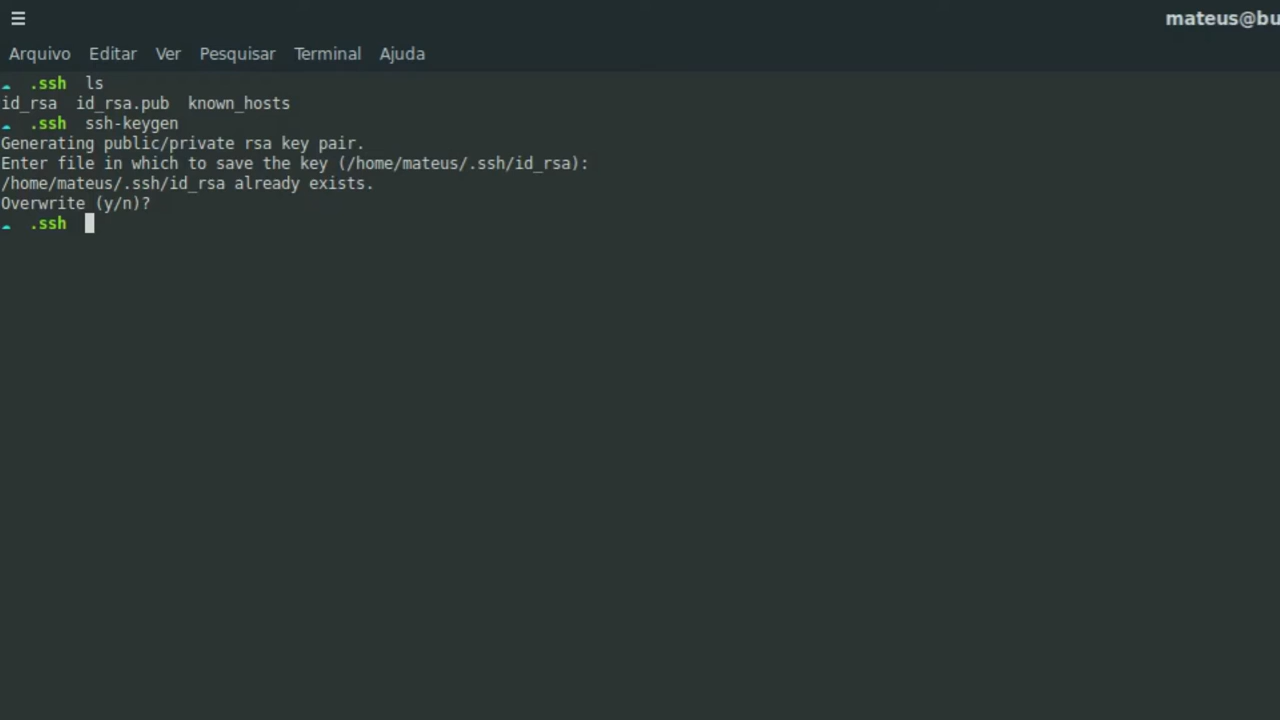 mateus@bu
Arquivo Editar Ver Pesquisar Terminal Ajuda
.ssh ls
id_rsa id_rsa.pub known_hosts
.ssh ssh-keygen
Generating public/private rsa key pair.
Enter file in which to save the key (/home/mateus/.ssh/id_rsa):
/home/mateus/.ssh/id_rsa already exists.
Overwrite (y/n)?
.ssh